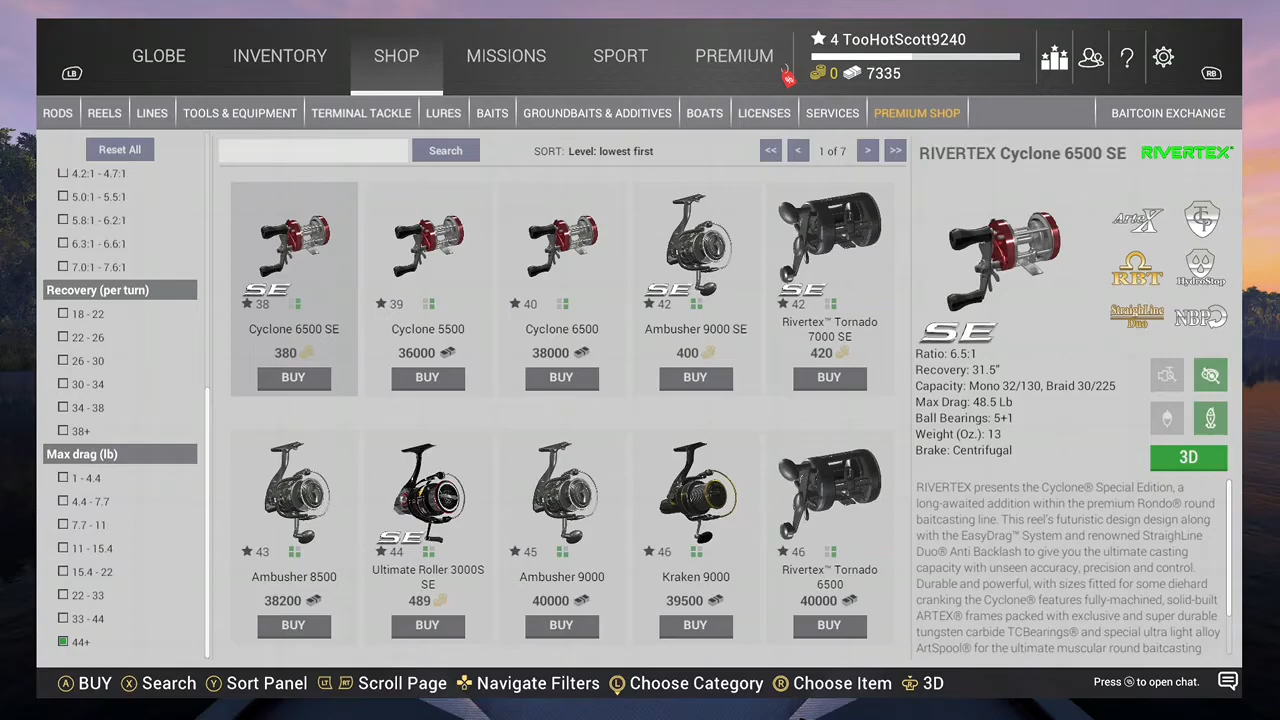 GLOBE INVENTORY SHOP MISSIONS SPORT PREMIUM
4 TooHotScott9240
0 7335
LB
RB
RODS REELS LINES TOOLS & EQUIPMENT TERMINAL TACKLE LURES BAITS GROUNDBAITS & ADDITIVES BOATS LICENSES SERVICES PREMIUM SHOP BAITCOIN EXCHANGE
Reset All
Search
SORT: Level: lowest first
<< < 1 of 7 > >>
4.2:1 - 4.7:1
5.0:1 - 5.5:1
5.8:1 - 6.2:1
6.3:1 - 6.6:1
7.0:1 - 7.6:1
Recovery (per turn)
18 - 22
22 - 26
26 - 30
30 - 34
34 - 38
38+
Max drag (lb)
1 - 4.4
4.4 - 7.7
7.7 - 11
11 - 15.4
15.4 - 22
22 - 33
33 - 44
44+
SE
38
Cyclone 6500 SE
380
BUY
39
Cyclone 5500
36000
BUY
40
Cyclone 6500
38000
BUY
SE
42
Ambusher 9000 SE
400
BUY
SE
42
Rivertex™ Tornado
7000 SE
420
BUY
43
Ambusher 8500
38200
BUY
SE
44
Ultimate Roller 3000S
SE
489
BUY
45
Ambusher 9000
40000
BUY
46
Kraken 9000
39500
BUY
46
Rivertex™ Tornado
6500
40000
BUY
RIVERTEX Cyclone 6500 SE
RIVERTEX
ArteX
RBT
HydroStop
StraighLine
Duo
NBP
SE
Ratio: 6.5:1
Recovery: 31.5"
Capacity: Mono 32/130, Braid 30/225
Max Drag: 48.5 Lb
Ball Bearings: 5+1
Weight (Oz.): 13
Brake: Centrifugal
3D
RIVERTEX presents the Cyclone® Special Edition, a
long-awaited addition within the premium Rondo® round
baitcasting line. This reel's futuristic design design along
with the EasyDrag™ System and renowned StraighLine
Duo® Anti Backlash to give you the ultimate casting
capacity with unseen accuracy, precision and control.
Durable and powerful, with sizes fitted for some diehard
cranking the Cyclone® features fully-machined, solid-built
ARTEX® frames packed with exclusive and super durable
tungsten carbide TCBearings® and special ultra light alloy
ArtSpool® for the ultimate muscular round baitcasting
A BUY X Search Y Sort Panel LT RT Scroll Page Navigate Filters L Choose Category R Choose Item 3D
Press to open chat.